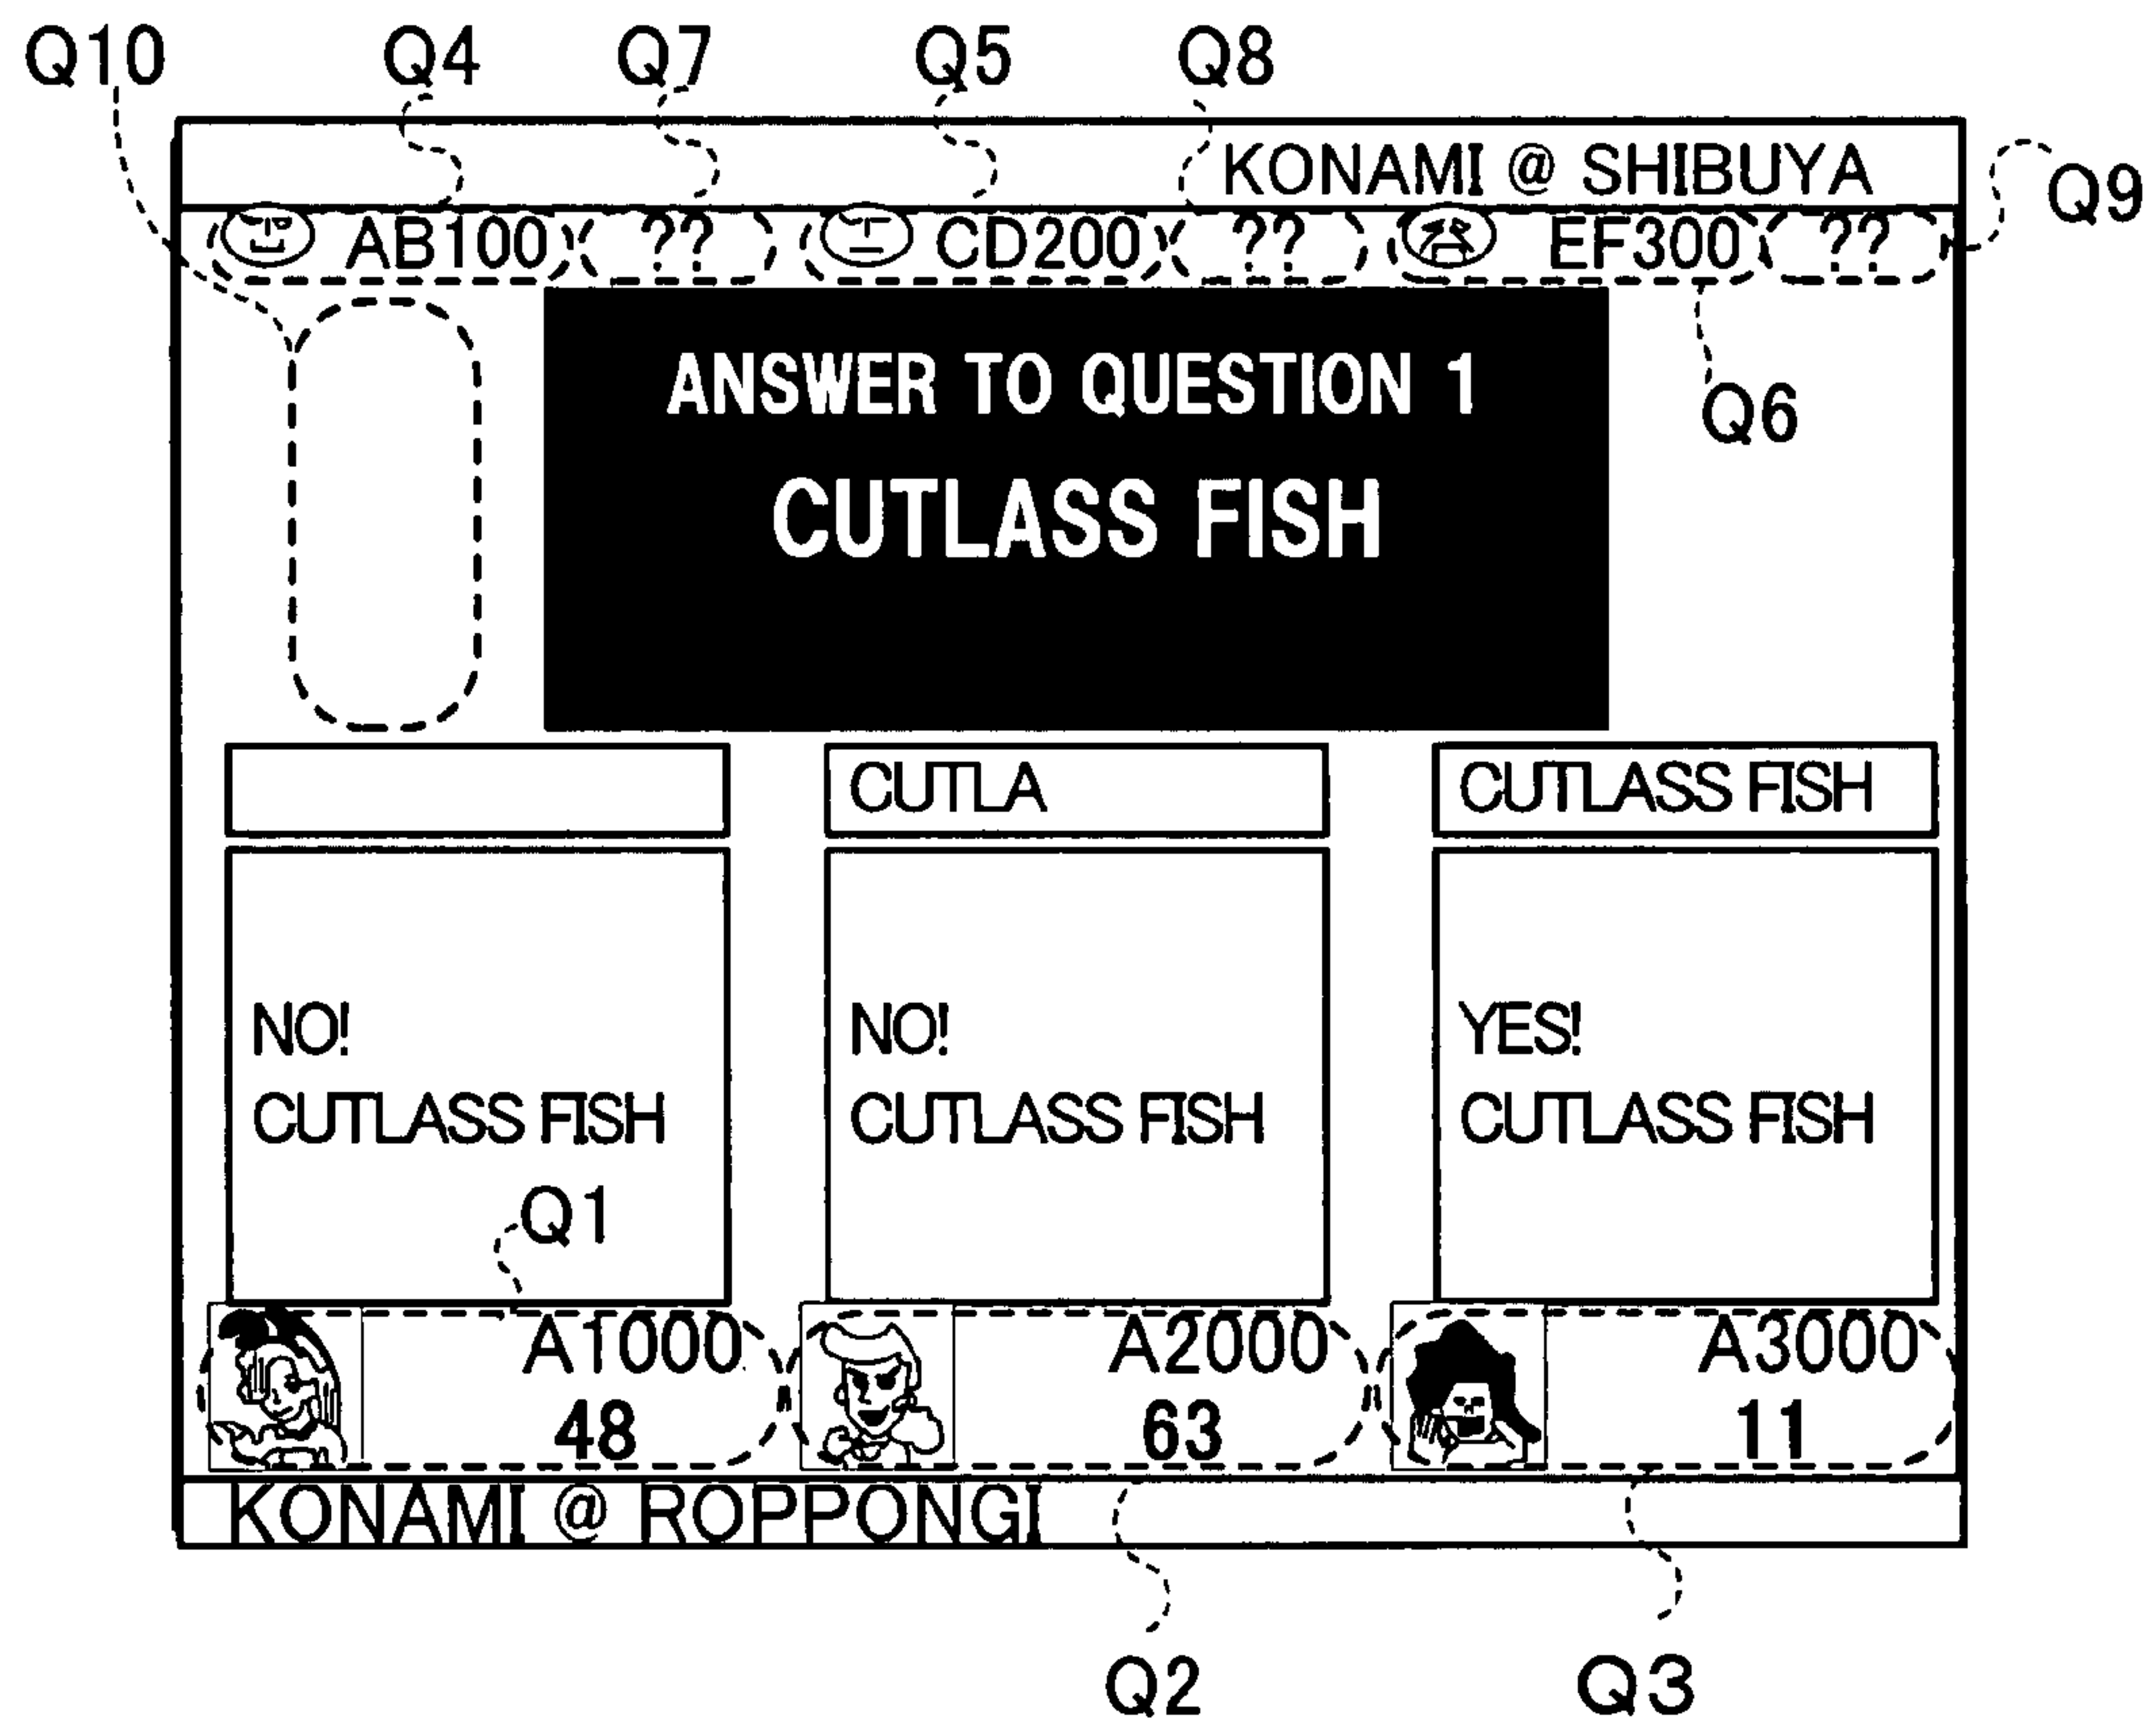 Q10 Q4 Q7 Q5 Q8
KONAMI @ SHIBUYA
Q9
AB100 ?? CD200 ?? EF300 ??
ANSWER TO QUESTION 1
Q6
CUTLASS FISH
CUTLA CUTLASS FISH
NO! NO! YES!
CUTLASS FISH CUTLASS FISH CUTLASS FISH
Q1
A1000 A2000 A3000
48 63 11
KONAMI @ ROPPONGI
Q2 Q3